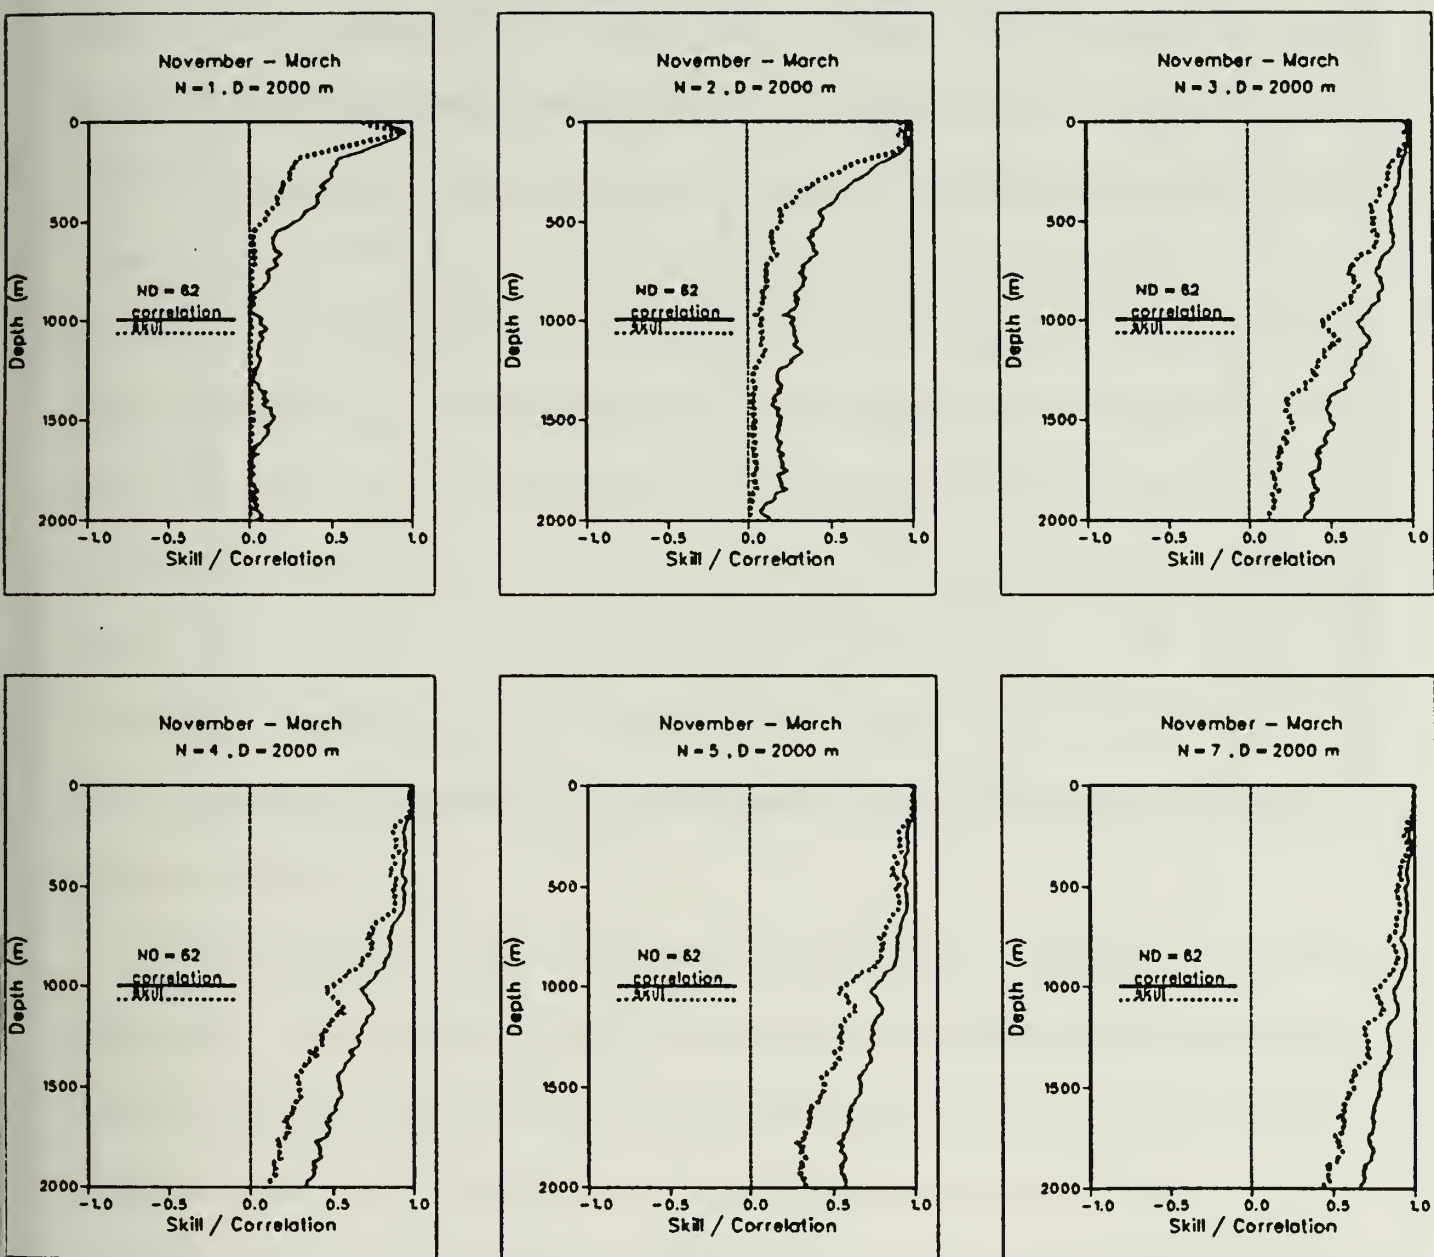 November – March
N = 1 , D = 2000 m
0
500
1000
1500
2000
Depth (m)
ND = 62
correlation
skill
-1.0 -0.5 0.0 0.5 1.0
Skill / Correlation
November – March
N = 2 , D = 2000 m
0
500
1000
1500
2000
Depth (m)
ND = 62
correlation
skill
-1.0 -0.5 0.0 0.5 1.0
Skill / Correlation
November – March
N = 3 , D = 2000 m
0
500
1000
1500
2000
Depth (m)
ND = 62
correlation
skill
-1.0 -0.5 0.0 0.5 1.0
Skill / Correlation
November – March
N = 4 , D = 2000 m
0
500
1000
1500
2000
Depth (m)
ND = 62
correlation
skill
-1.0 -0.5 0.0 0.5 1.0
Skill / Correlation
November – March
N = 5 , D = 2000 m
0
500
1000
1500
2000
Depth (m)
ND = 62
correlation
skill
-1.0 -0.5 0.0 0.5 1.0
Skill / Correlation
November – March
N = 7 , D = 2000 m
0
500
1000
1500
2000
Depth (m)
ND = 62
correlation
skill
-1.0 -0.5 0.0 0.5 1.0
Skill / Correlation